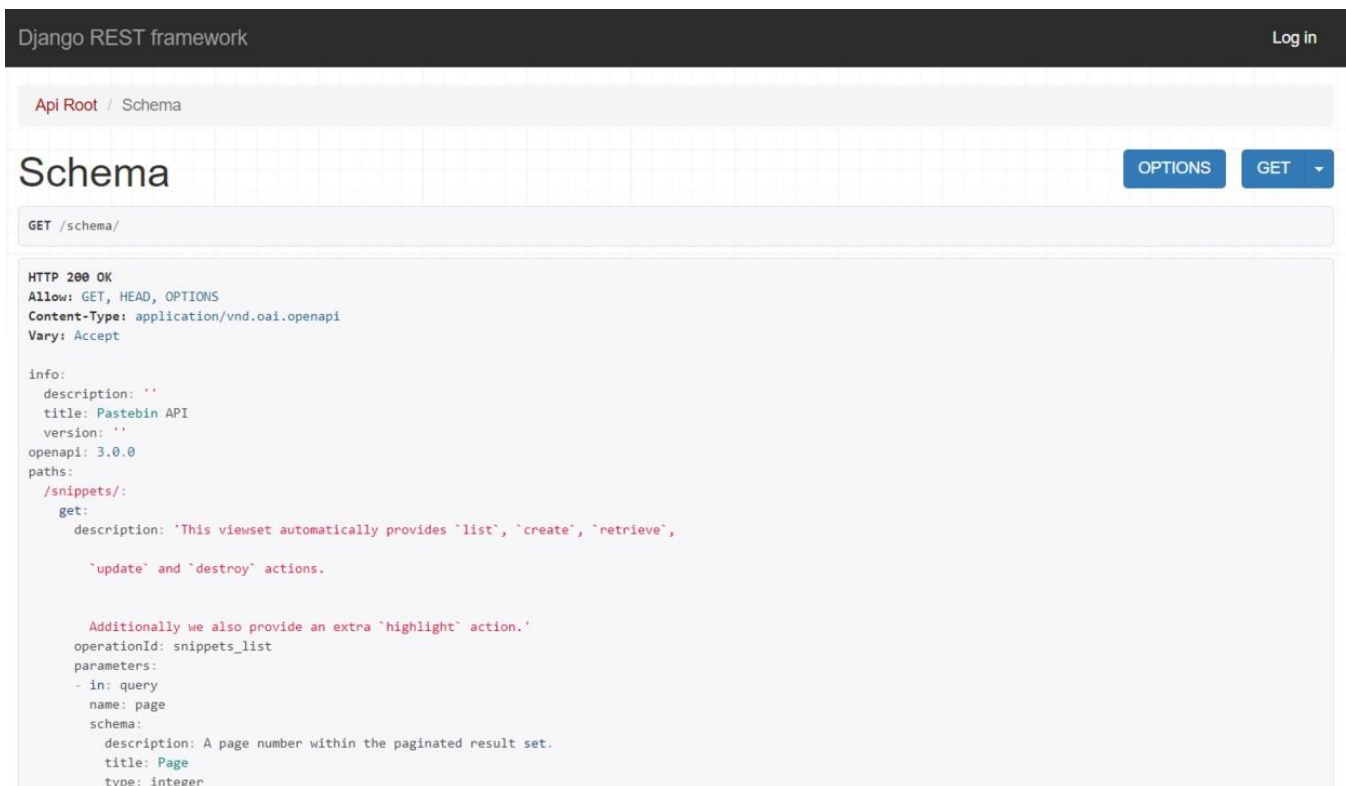 Django REST framework
Log in
Api Root / Schema
Schema
OPTIONS
GET
GET /schema/
HTTP 200 OK
Allow: GET, HEAD, OPTIONS
Content-Type: application/vnd.oai.openapi
Vary: Accept
info:
  description: ''
  title: Pastebin API
  version: ''
openapi: 3.0.0
paths:
  /snippets/:
    get:
      description: 'This viewset automatically provides `list`, `create`, `retrieve`,
        `update` and `destroy` actions.
        Additionally we also provide an extra `highlight` action.'
      operationId: snippets_list
      parameters:
      - in: query
        name: page
        schema:
          description: A page number within the paginated result set.
          title: Page
          type: integer